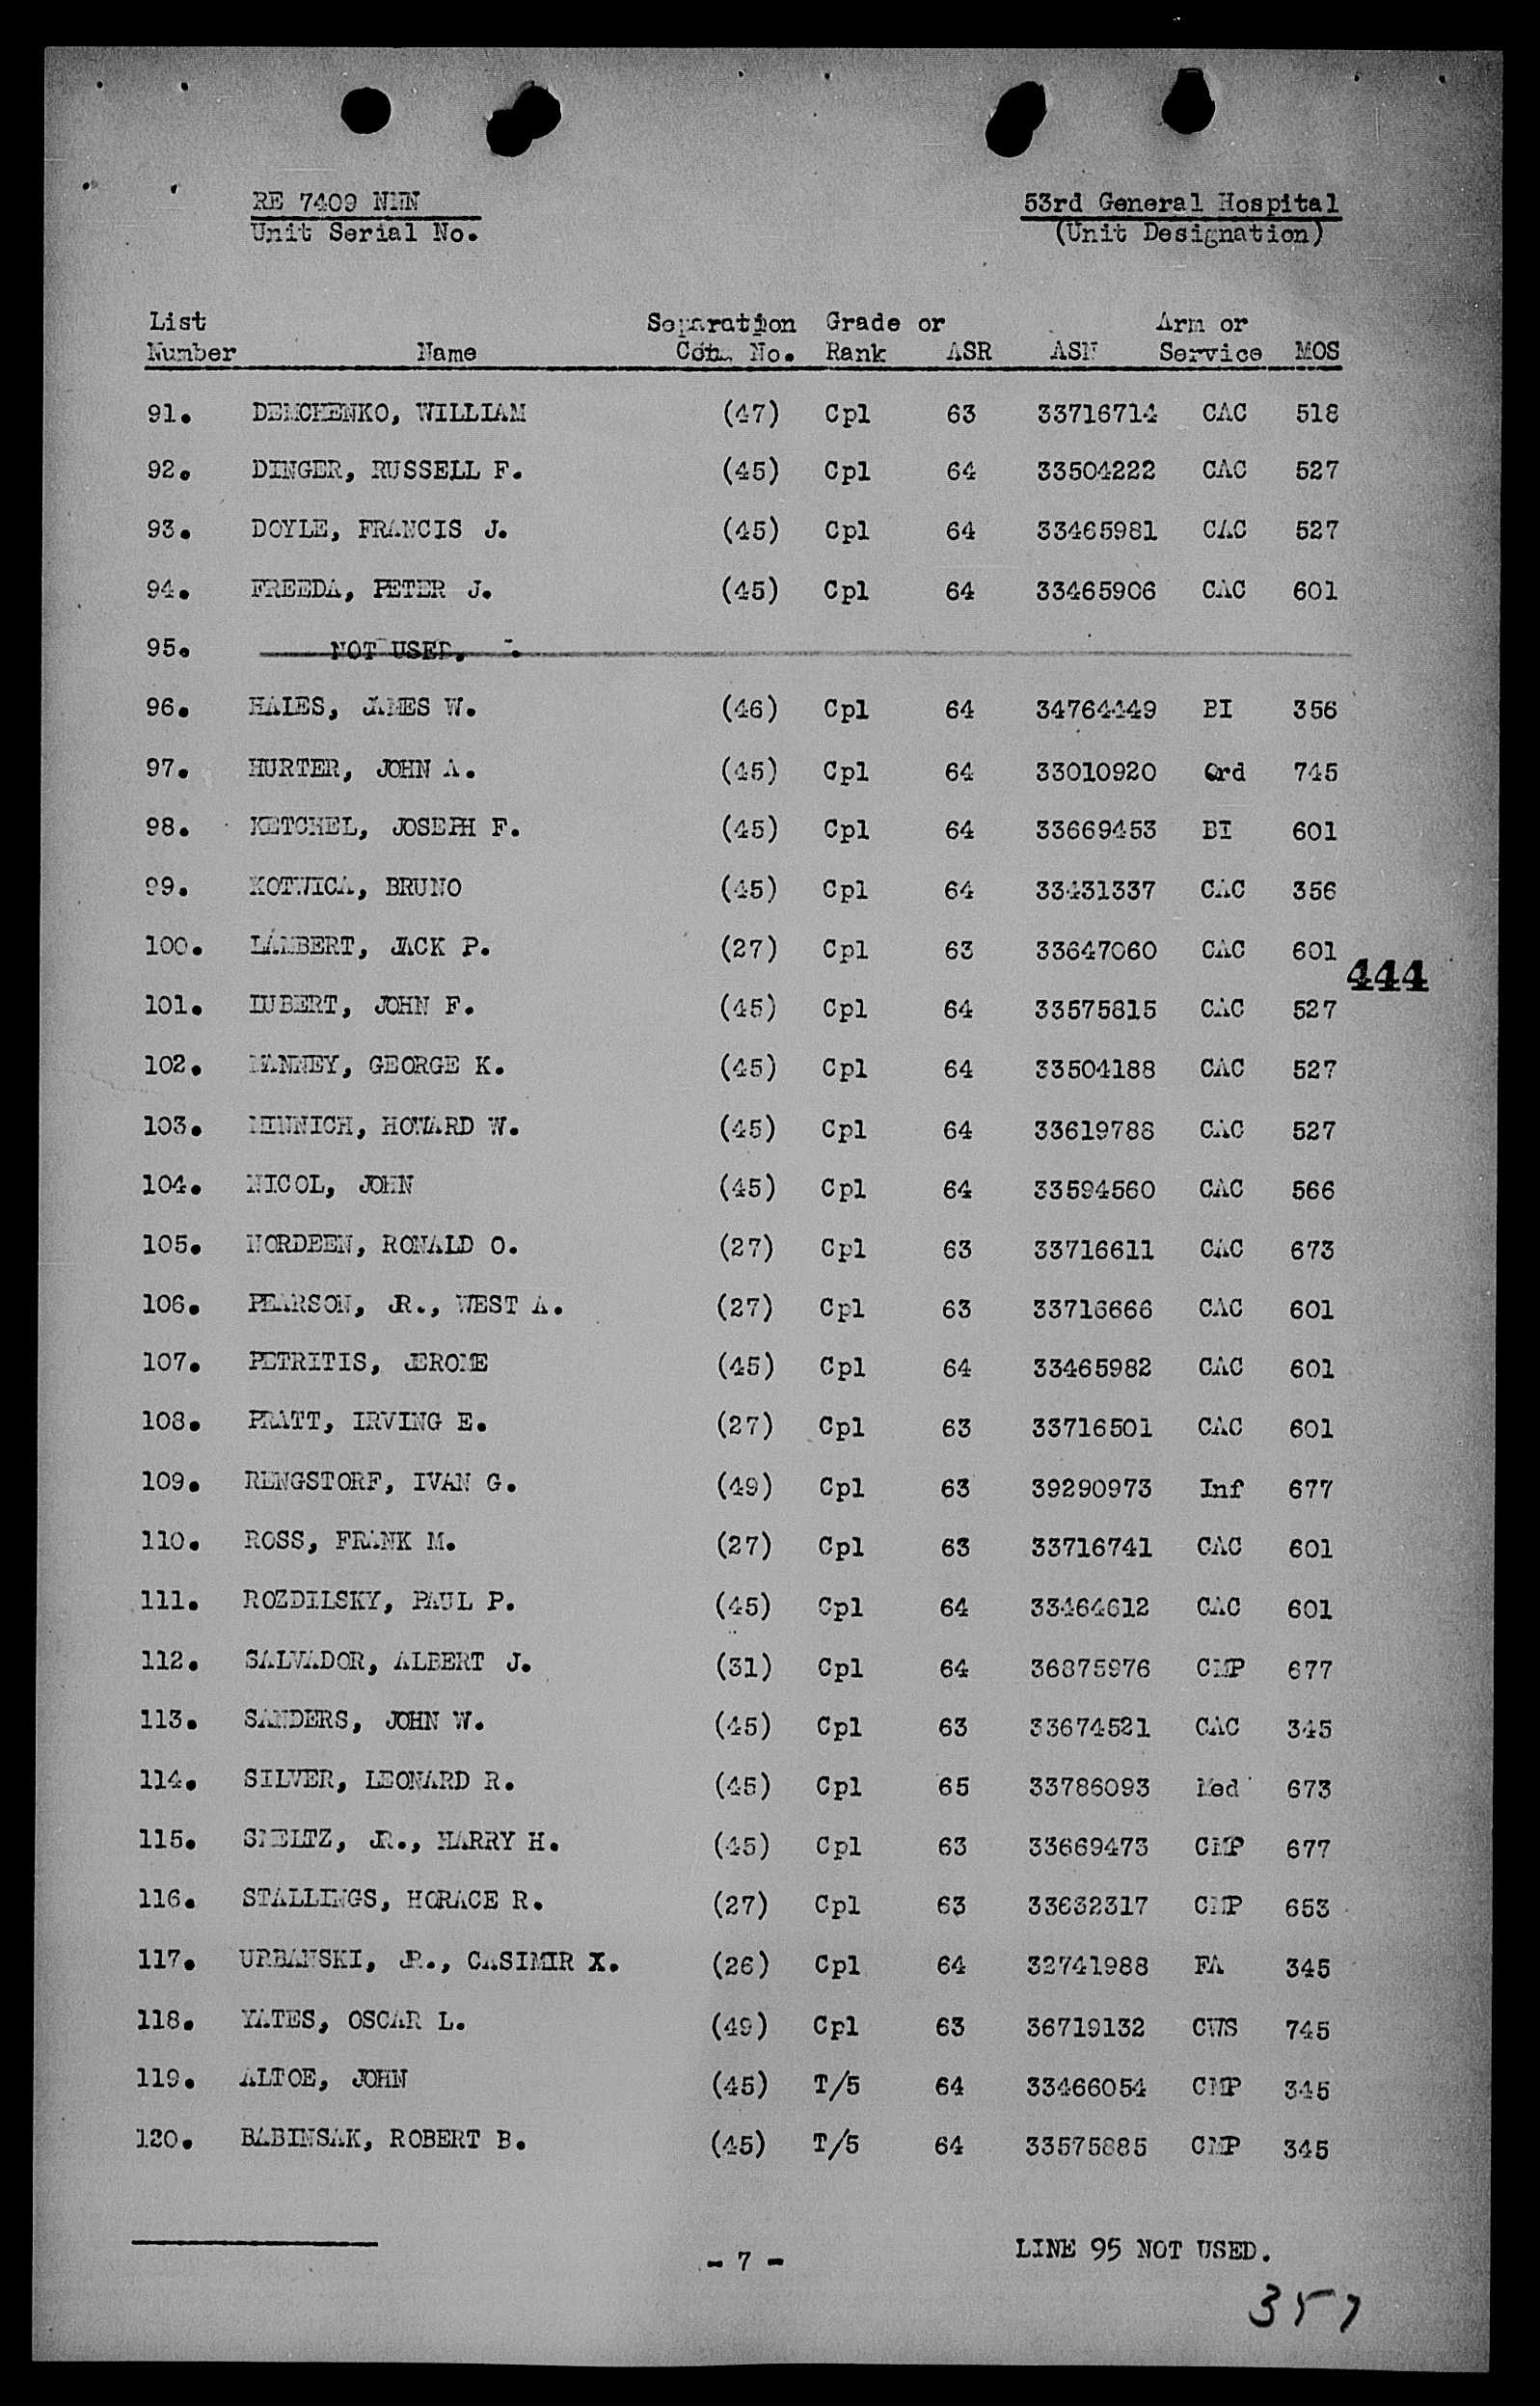 RE 7409 NNN 53rd General Hospital
Unit Serial No. (Unit Designation)
List Separation Grade or Arm or
Number Name Cen. No. Rank ASR ASN Service MOS
91. DEMCHENKO, WILLIAM (47) Cpl 63 33716714 CAC 518
92. DINGER, RUSSELL F. (45) Cpl 64 33504222 CAC 527
93. DOYLE, FRANCIS J. (45) Cpl 64 33465981 CAC 527
94. FREEDA, PETER J. (45) Cpl 64 33465906 CAC 601
95. NOT USED.
96. HALES, JAMES W. (46) Cpl 64 34764449 BI 356
97. HURTER, JOHN A. (45) Cpl 64 33010920 Ord 745
98. KETCHEL, JOSEPH F. (45) Cpl 64 33669453 BI 601
99. KOTWICA, BRUNO (45) Cpl 64 33431337 CAC 356
100. LAMBERT, JACK P. (27) Cpl 63 33647060 CAC 601
444
101. LUBERT, JOHN F. (45) Cpl 64 33575815 CAC 527
102. MANNEY, GEORGE K. (45) Cpl 64 33504188 CAC 527
103. MINNICH, HOWARD W. (45) Cpl 64 33619788 CAC 527
104. NICOL, JOHN (45) Cpl 64 33594560 CAC 566
105. NORDEEN, RONALD O. (27) Cpl 63 33716611 CAC 673
106. PEARSON, JR., WEST A. (27) Cpl 63 33716666 CAC 601
107. PETRITIS, JEROME (45) Cpl 64 33465982 CAC 601
108. PRATT, IRVING E. (27) Cpl 63 33716501 CAC 601
109. RENGSTORF, IVAN G. (49) Cpl 63 39290973 Inf 677
110. ROSS, FRANK M. (27) Cpl 63 33716741 CAC 601
111. ROZDILSKY, PAUL P. (45) Cpl 64 33464612 CAC 601
112. SALVADOR, ALBERT J. (31) Cpl 64 36875976 CMP 677
113. SANDERS, JOHN W. (45) Cpl 63 33674521 CAC 345
114. SILVER, LEONARD R. (45) Cpl 65 33786093 Med 673
115. SMELTZ, JR., HARRY H. (45) Cpl 63 33669473 CMP 677
116. STALLINGS, HORACE R. (27) Cpl 63 33632317 CMP 653
117. URBANSKI, JR., CASIMIR X. (26) Cpl 64 32741988 FA 345
118. YATES, OSCAR L. (49) Cpl 63 36719132 CWS 745
119. ALTOE, JOHN (45) T/5 64 33466054 CMP 345
120. BABINSAK, ROBERT B. (45) T/5 64 33575885 CMP 345
- 7 - LINE 95 NOT USED.
357